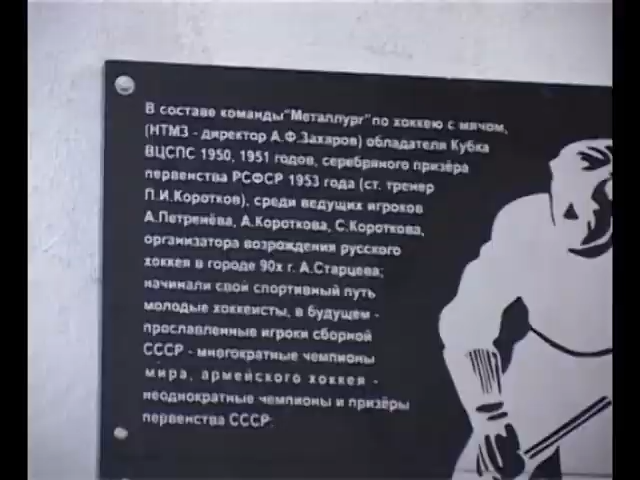 В составе команды "Металлург" по хоккею с мячом,
(НТМЗ - директор А.Ф.Захаров) обладателя Кубка
ВЦСПС 1950, 1951 годов, серебряного призёра
первенства РСФСР 1953 года (ст. тренер
П.И.Коротков), среди ведущих игроков
А.Петренёва, А.Короткова, С.Короткова,
организатора возрождения русского
хоккея в городе 90х г. А.Старцева;
начинали свой спортивный путь
молодые хоккеисты, в будущем -
прославленные игроки сборной
СССР - многократные чемпионы
мира, армейского хоккея -
неоднократные чемпионы и призёры
первенства СССР: